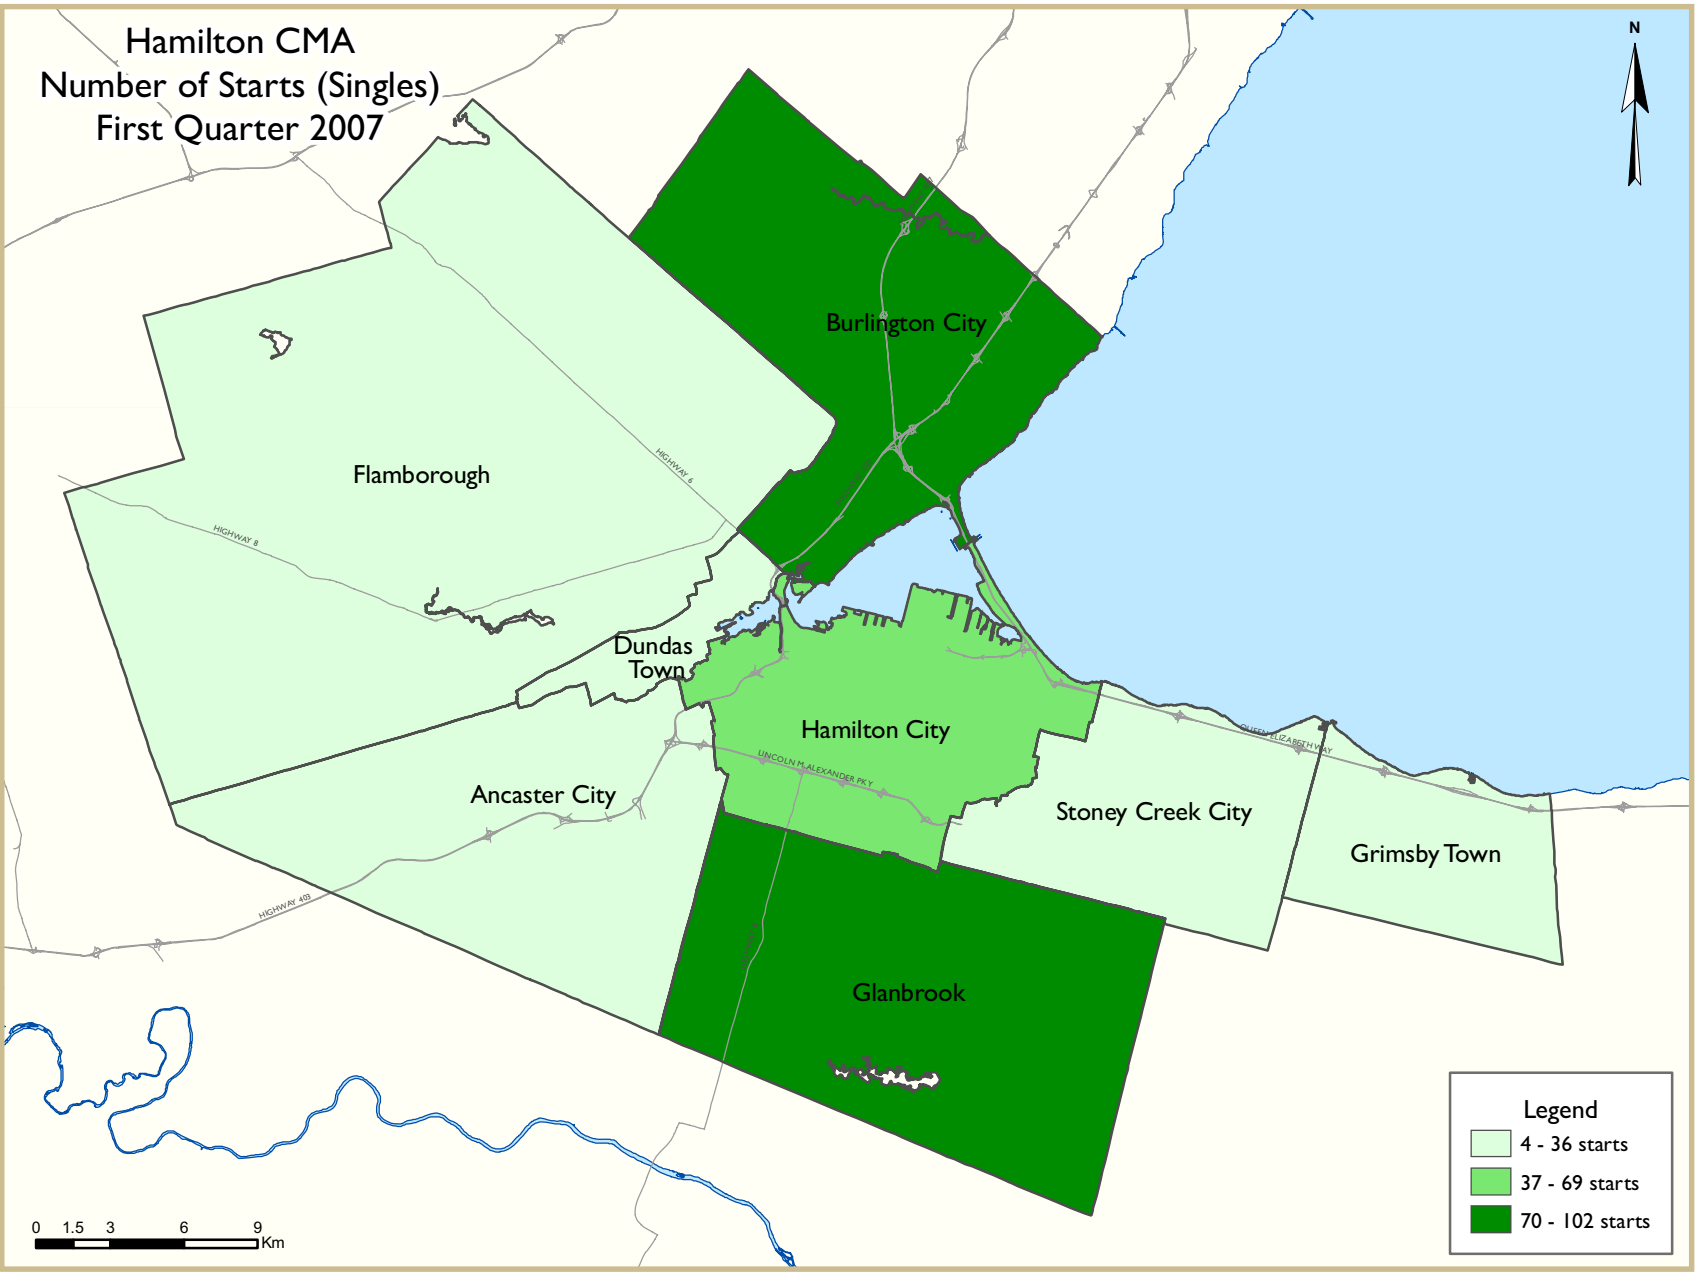 Hamilton CMA
Number of Starts (Singles)
First Quarter 2007
N
Burlington City
Flamborough
HIGHWAY 6
HIGHWAY 8
Dundas
Town
Hamilton City
QUEEN ELIZABETH WAY
LINCOLN M. ALEXANDER PKY
Ancaster City
Stoney Creek City
Grimsby Town
HIGHWAY 403
Glanbrook
Legend
4 - 36 starts
37 - 69 starts
70 - 102 starts
0 1.5 3 6 9
Km